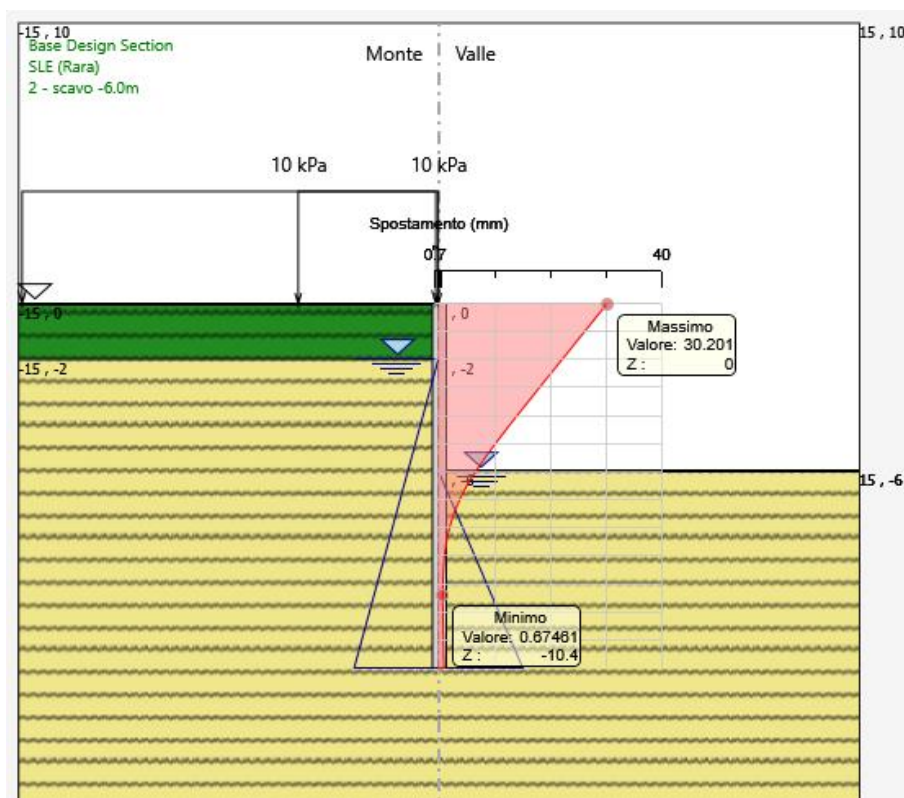 -15 , 10
15 , 10
Base Design Section
SLE (Rara)
2 - scavo -6.0m
Monte
Valle
10 kPa
10 kPa
Spostamento (mm)
0.7
40
-15 , 0
, 0
Massimo
Valore: 30.201
Z : 0
-15 , -2
, -2
15 , -6
Minimo
Valore: 0.67461
Z : -10.4